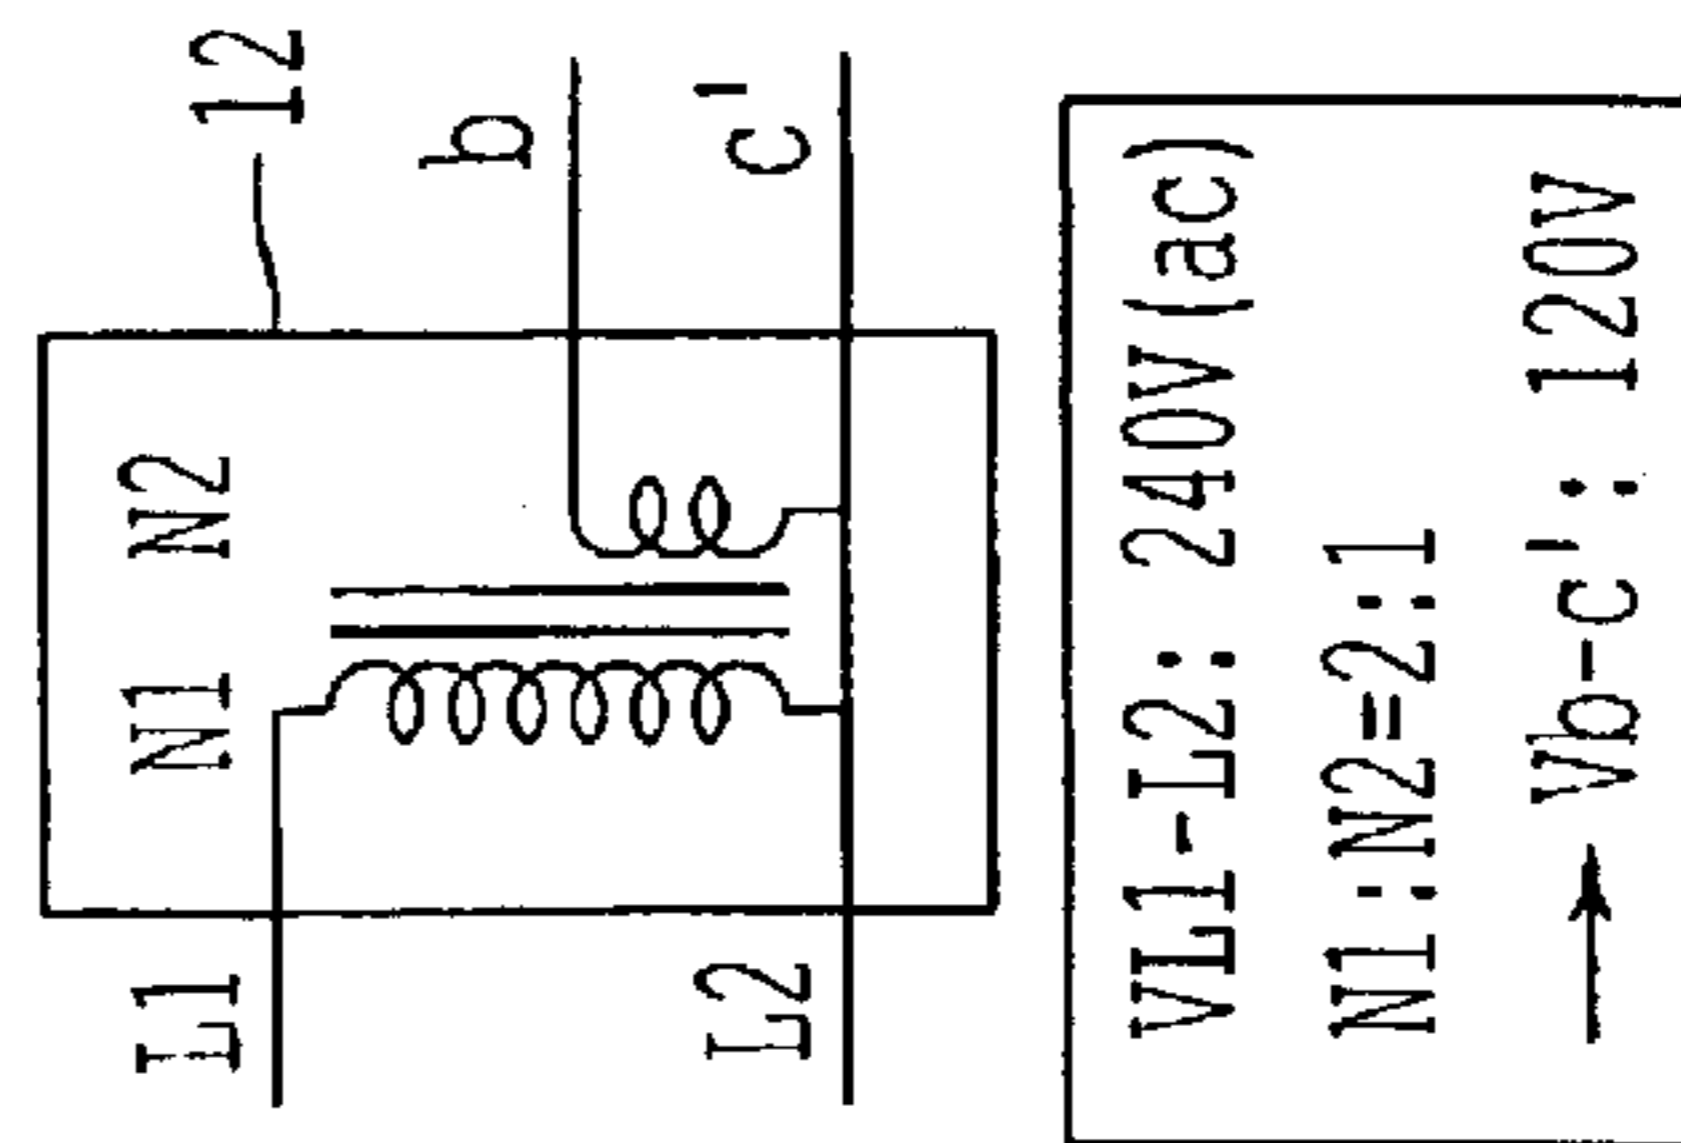 12
N1 N2
L1
b
L2
c'
VL1-L2: 240V(ac)
N1:N2=2:1
→ Vb-c': 120V